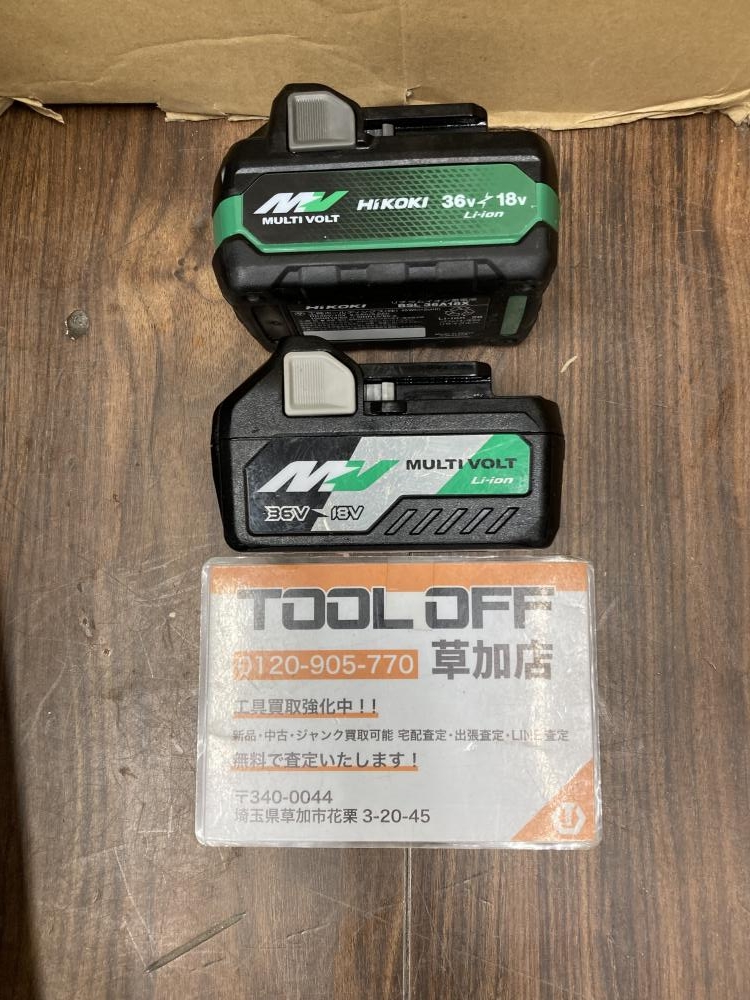 MV
MULTI VOLT
HiKOKI 36v 18v
Li-ion
HiKOKI
BSL 36A18X
MV MULTI VOLT
Li-ion
36V 18V
TOOL OFF
0120-905-770 草加店
工具買取強化中！！
新品・中古・ジャンク買取可能 宅配査定・出張査定・LINE査定
無料で査定いたします！
〒340-0044
埼玉県草加市花栗 3-20-45